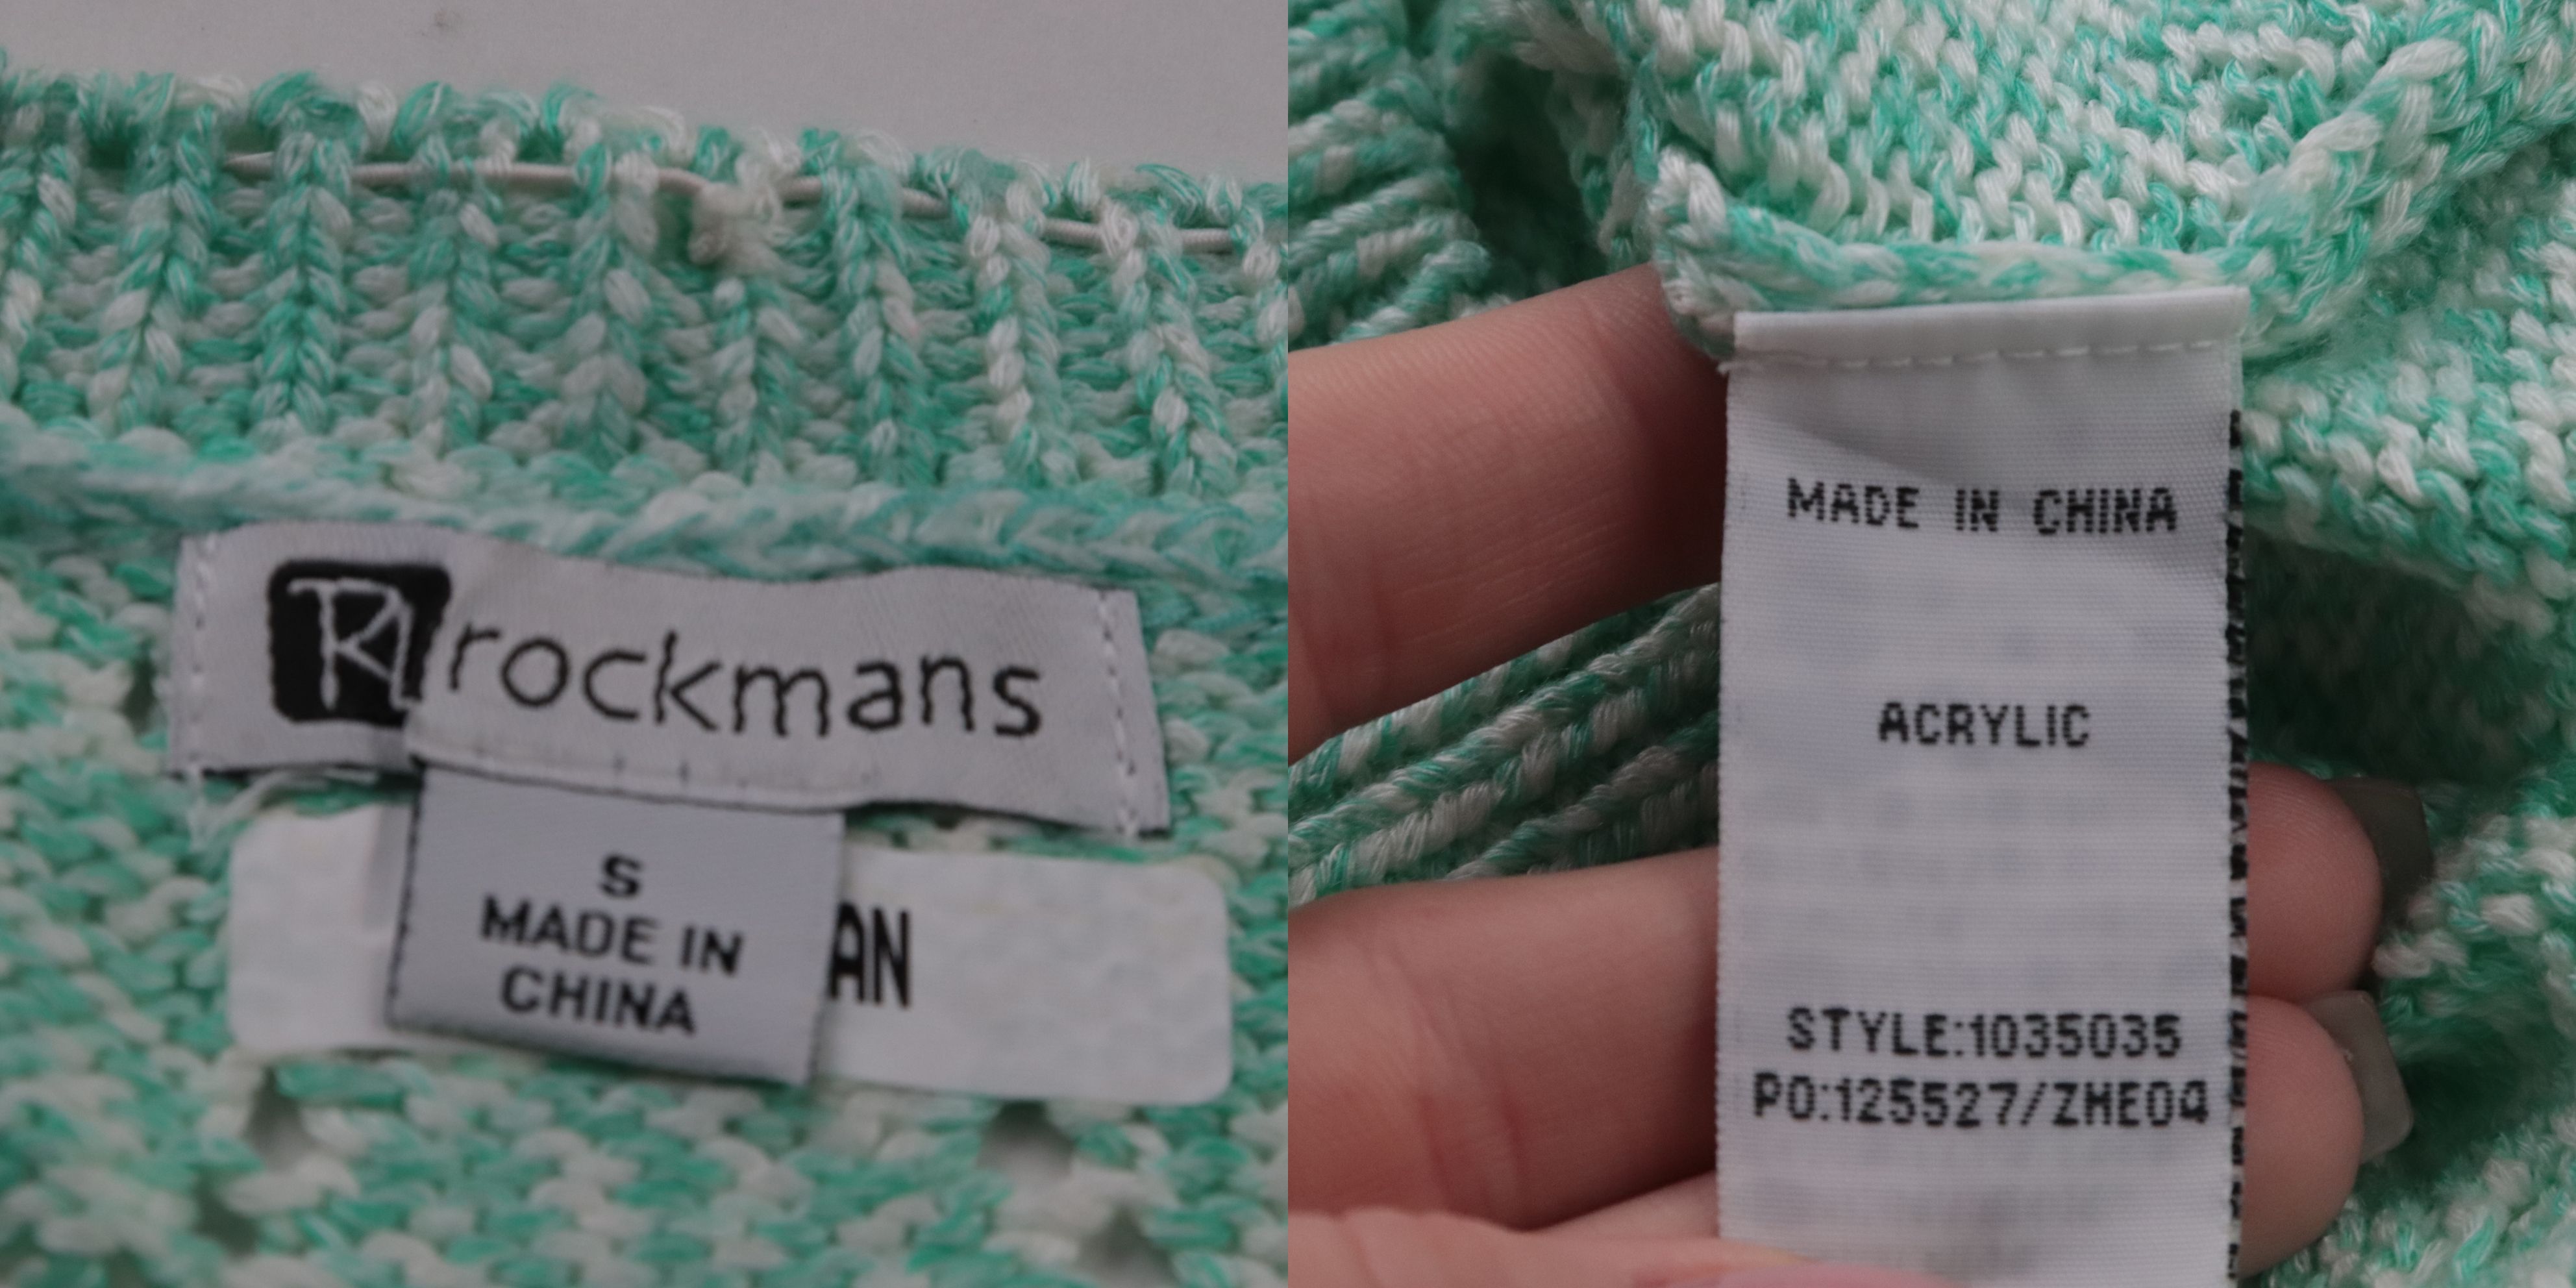 R rockmans
S
MADE IN
CHINA
AN
MADE IN CHINA
ACRYLIC
STYLE:1035035
PO:125527/ZHE04